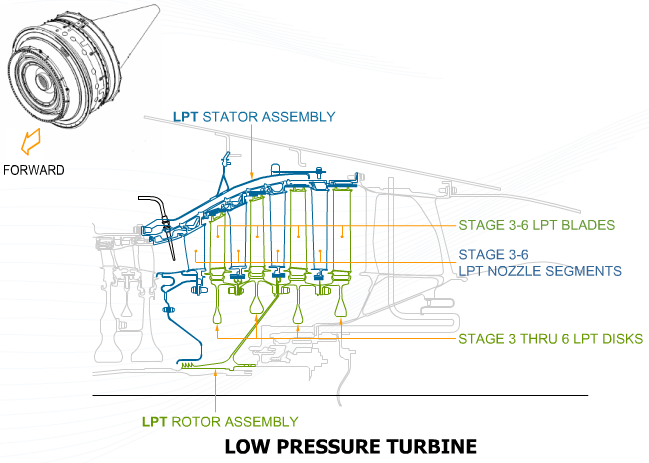 LPT STATOR ASSEMBLY
FORWARD
STAGE 3-6 LPT BLADES
STAGE 3-6
LPT NOZZLE SEGMENTS
STAGE 3 THRU 6 LPT DISKS
LPT ROTOR ASSEMBLY
LOW PRESSURE TURBINE